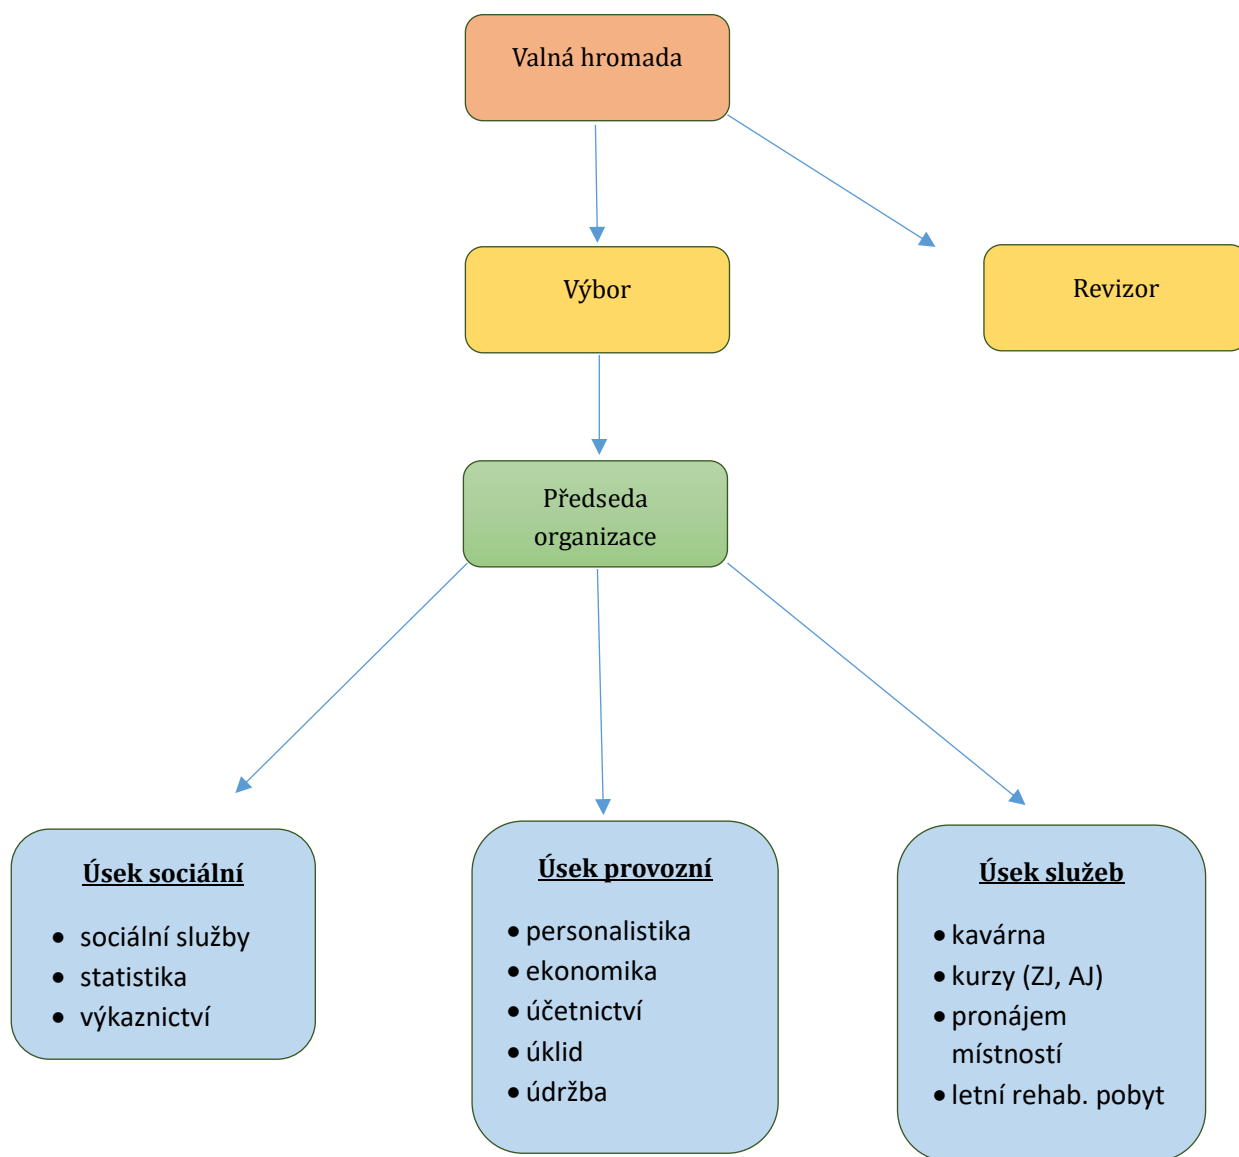 Valná hromada
Výbor
Revizor
Předseda
organizace
Úsek sociální
• sociální služby
• statistika
• výkaznictví
Úsek provozní
• personalistika
• ekonomika
• účetnictví
• úklid
• údržba
Úsek služeb
• kavárna
• kurzy (ZJ, AJ)
• pronájem
místností
• letní rehab. pobyt